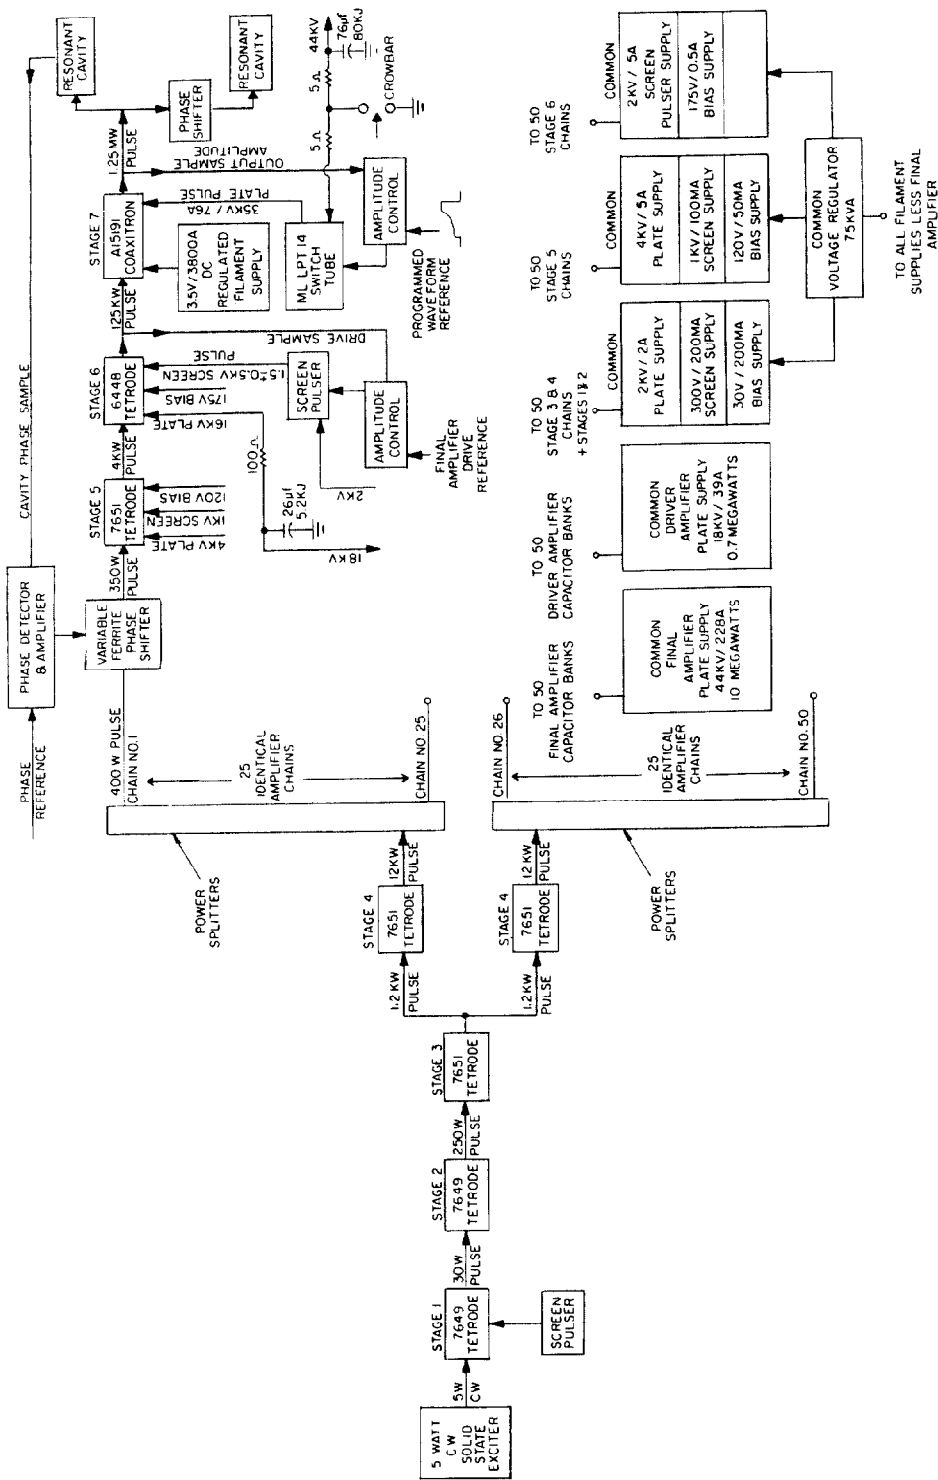 5 WATT
CW
SOLID
STATE
EXCITER
5W
CW
STAGE 1
7649
TETRODE
SCREEN
PULSER
30W
PULSE
STAGE 2
7649
TETRODE
250W
PULSE
STAGE 3
7651
TETRODE
1.2KW
PULSE
STAGE 4
7651
TETRODE
12KW
PULSE
1.2KW
PULSE
STAGE 4
7651
TETRODE
12KW
PULSE
POWER
SPLITTERS
POWER
SPLITTERS
PHASE
REFERENCE
400W PULSE
CHAIN NO.1
25
IDENTICAL
AMPLIFIER
CHAINS
CHAIN NO 25
CHAIN NO.26
25
IDENTICAL
AMPLIFIER
CHAINS
CHAIN NO.50
PHASE DETECTOR
& AMPLIFIER
CAVITY PHASE SAMPLE
VARIABLE
FERRITE
PHASE
SHIFTER
350W
PULSE
STAGE 5
7651
TETRODE
4KV PLATE
1KV SCREEN
120V BIAS
4KW
PULSE
STAGE 6
6448
TETRODE
16KV PLATE
175V BIAS
1.5±0.5KV SCREEN
PULSE
100Ω
26µf
5.2KJ
18KV
SCREEN
PULSER
2KV
AMPLITUDE
CONTROL
FINAL
AMPLIFIER
DRIVE
REFERENCE
DRIVE SAMPLE
125KW
PULSE
STAGE 7
A15191
COAXITRON
3.5V/3800A
DC
REGULATED
FILAMENT
SUPPLY
35KV/76A
PLATE PULSE
ML LPT 14
SWITCH
TUBE
AMPLITUDE
CONTROL
PROGRAMMED
WAVEFORM
REFERENCE
OUTPUT SAMPLE
AMPLITUDE
1.25MW
PULSE
5Ω
5Ω
44KV
76µf
80KJ
CROWBAR
PHASE
SHIFTER
RESONANT
CAVITY
RESONANT
CAVITY
TO 50
FINAL AMPLIFIER
CAPACITOR BANKS
COMMON
FINAL
AMPLIFIER
PLATE SUPPLY
44KV/228A
10 MEGAWATTS
TO 50
DRIVER AMPLIFIER
CAPACITOR BANKS
COMMON
DRIVER
AMPLIFIER
PLATE SUPPLY
18KV/39A
0.7 MEGAWATTS
TO 50
STAGE 3 & 4
CHAINS
+STAGES 1&2
COMMON
2KV/2A
PLATE SUPPLY
300V/200MA
SCREEN SUPPLY
30V/200MA
BIAS SUPPLY
TO 50
STAGE 5
CHAINS
COMMON
4KV/5A
PLATE SUPPLY
1KV/100MA
SCREEN SUPPLY
120V/50MA
BIAS SUPPLY
TO 50
STAGE 6
CHAINS
COMMON
2KV/5A
SCREEN
PULSER SUPPLY
175V/0.5A
BIAS SUPPLY
COMMON
VOLTAGE REGULATOR
75KVA
TO ALL FILAMENT
SUPPLIES LESS FINAL
AMPLIFIER